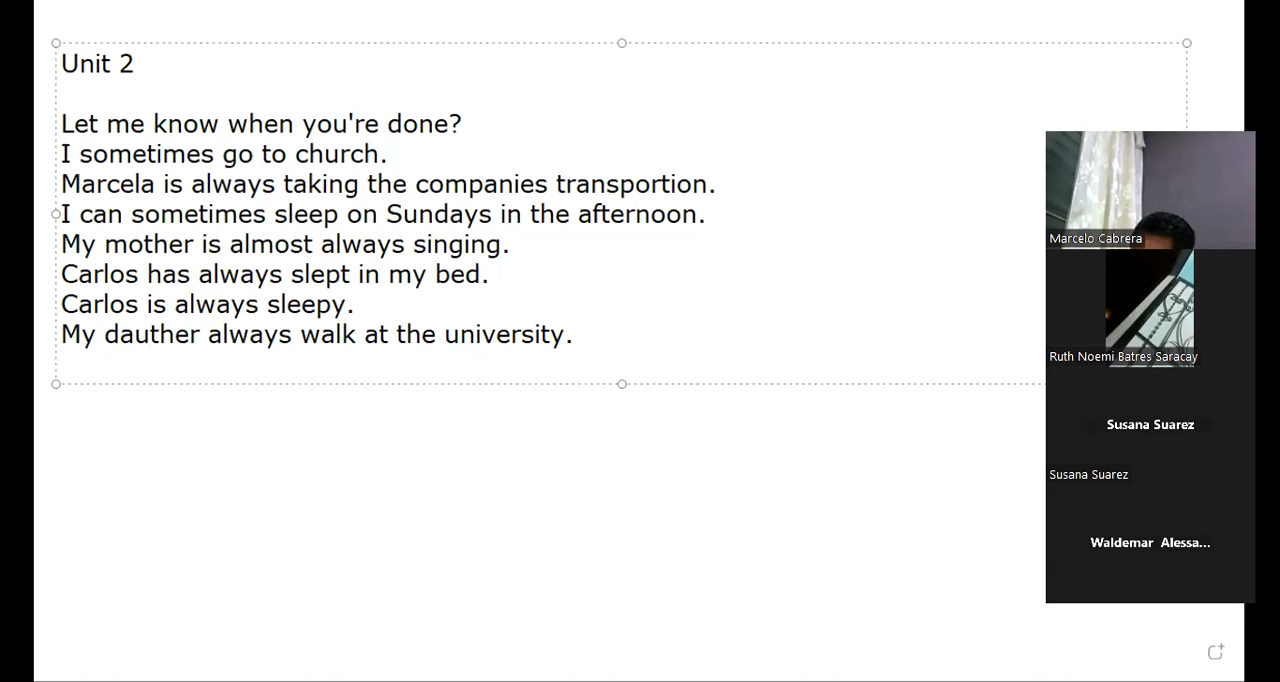 Unit 2
Let me know when you're done?
I sometimes go to church.
Marcela is always taking the companies transportion.
I can sometimes sleep on Sundays in the afternoon.
My mother is almost always singing.
Carlos has always slept in my bed.
Carlos is always sleepy.
My dauther always walk at the university.
Marcelo Cabrera
Ruth Noemi Batres Saracay
Susana Suarez
Susana Suarez
Waldemar Alessa...